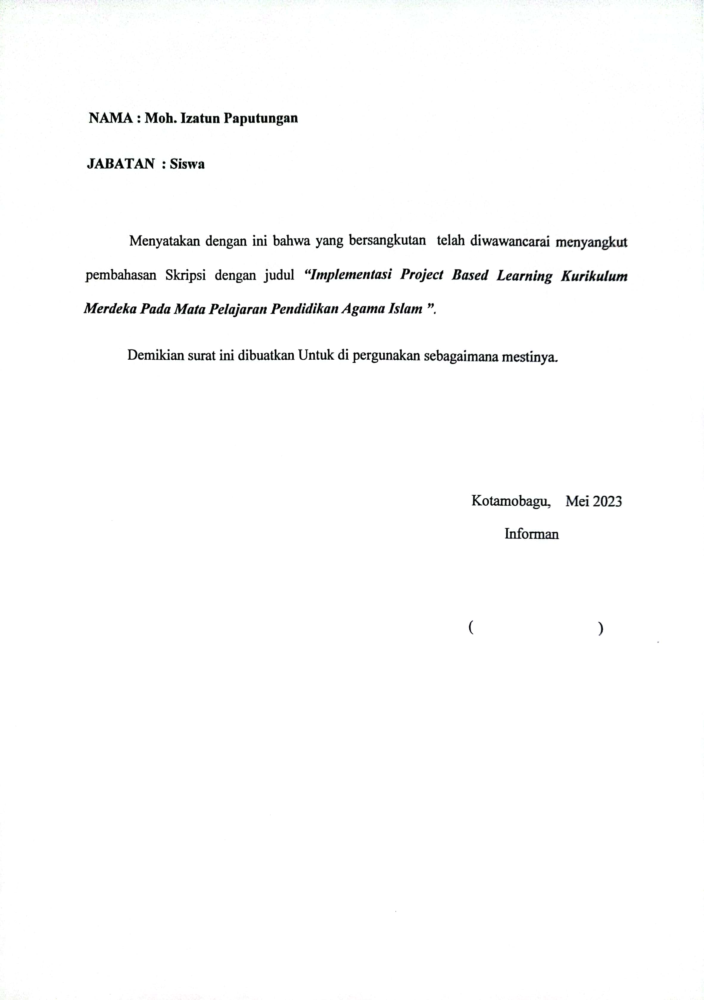 NAMA : Moh. Izatun Paputungan
JABATAN : Siswa
Menyatakan dengan ini bahwa yang bersangkutan telah diwawancarai menyangkut
pembahasan Skripsi dengan judul “Implementasi Project Based Learning Kurikulum
Merdeka Pada Mata Pelajaran Pendidikan Agama Islam ”.
Demikian surat ini dibuatkan Untuk di pergunakan sebagaimana mestinya.
Kotamobagu, Mei 2023
Informan
( )